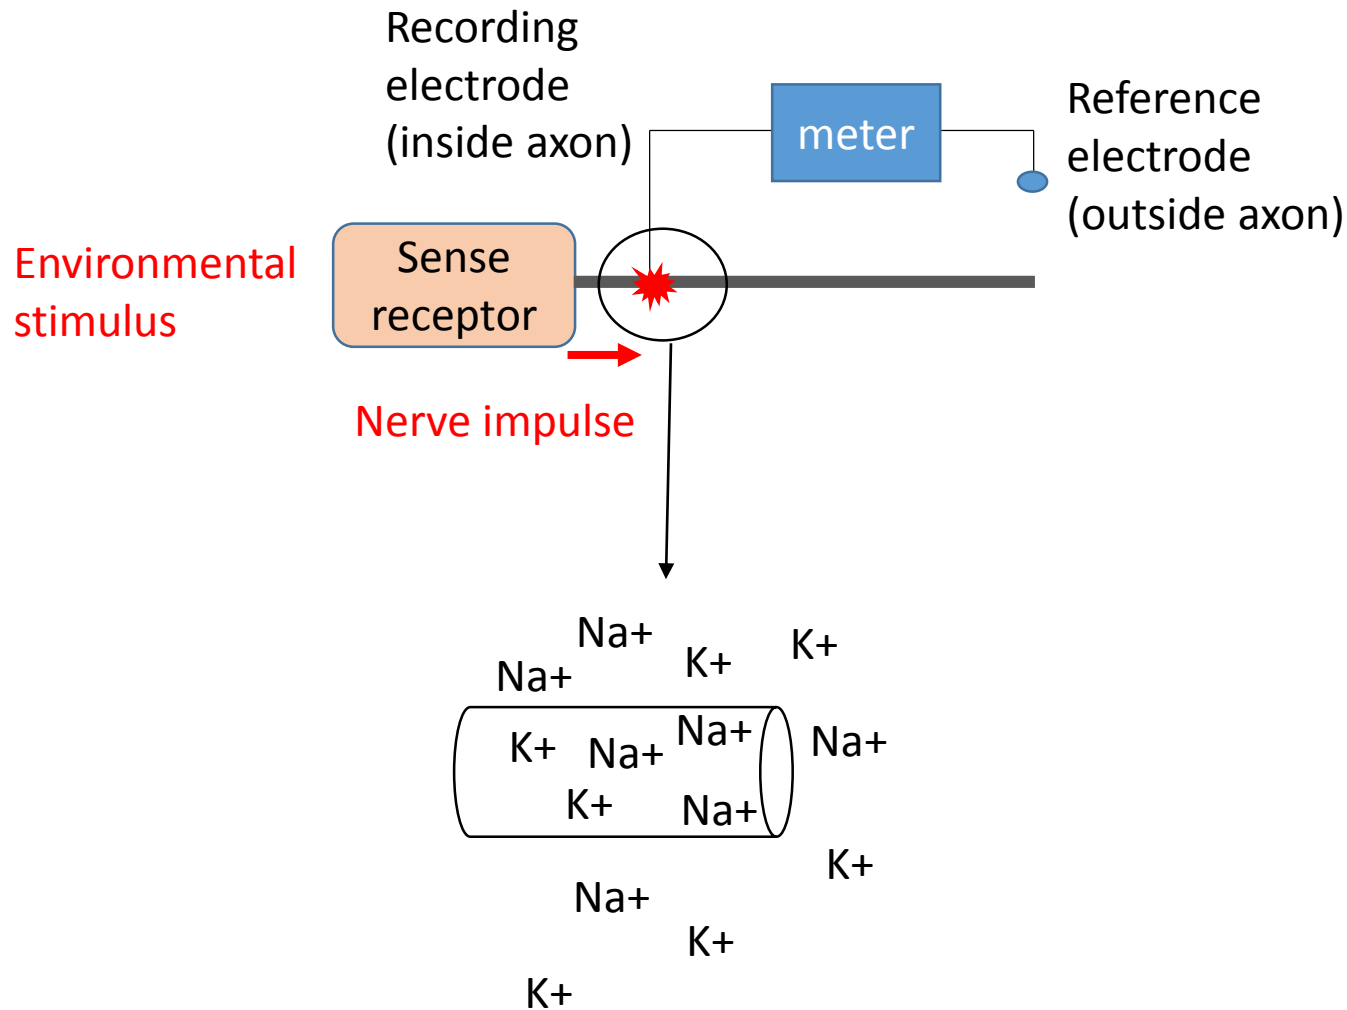 Recording
electrode
(inside axon)
meter
Reference
electrode
(outside axon)
Environmental
stimulus
Sense
receptor
Nerve impulse
Na+
K+
K+
Na+
K+
Na+
Na+
Na+
K+
Na+
K+
Na+
K+
K+